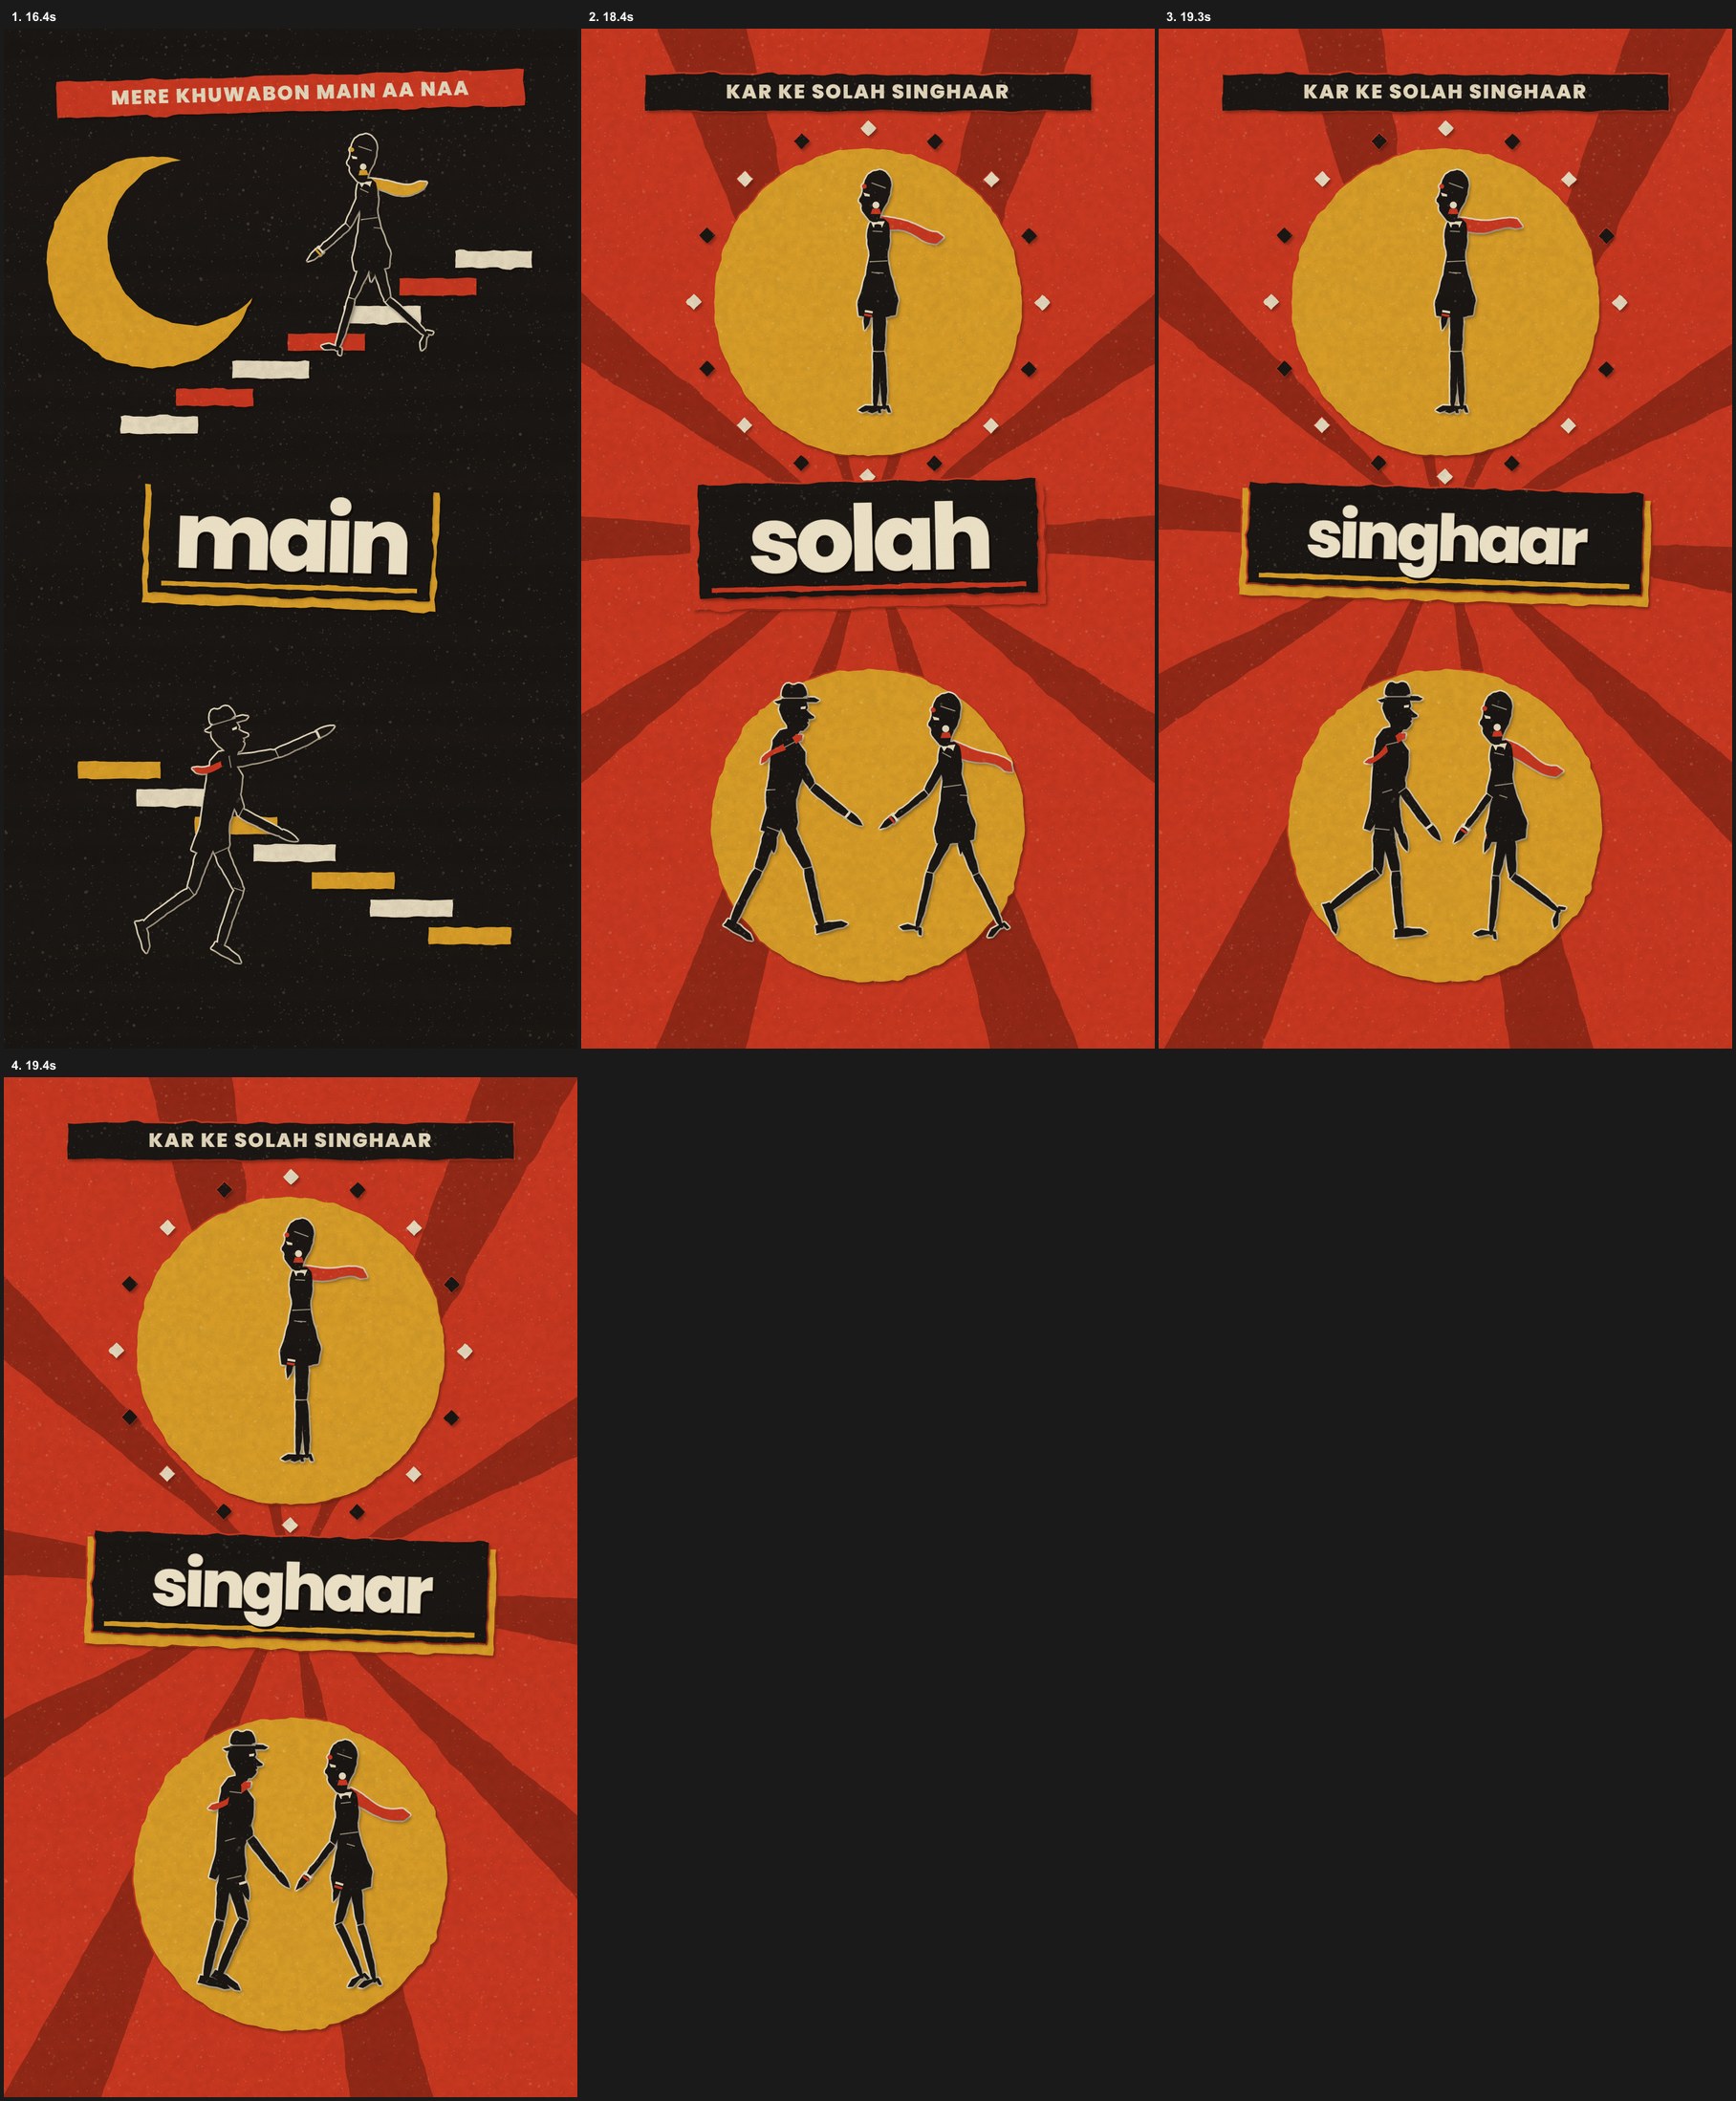 1. 16.4s
MERE KHUWABON MAIN AA NAA
main
2. 18.4s
KAR KE SOLAH SINGHAAR
solah
3. 19.3s
KAR KE SOLAH SINGHAAR
singhaar
4. 19.4s
KAR KE SOLAH SINGHAAR
singhaar